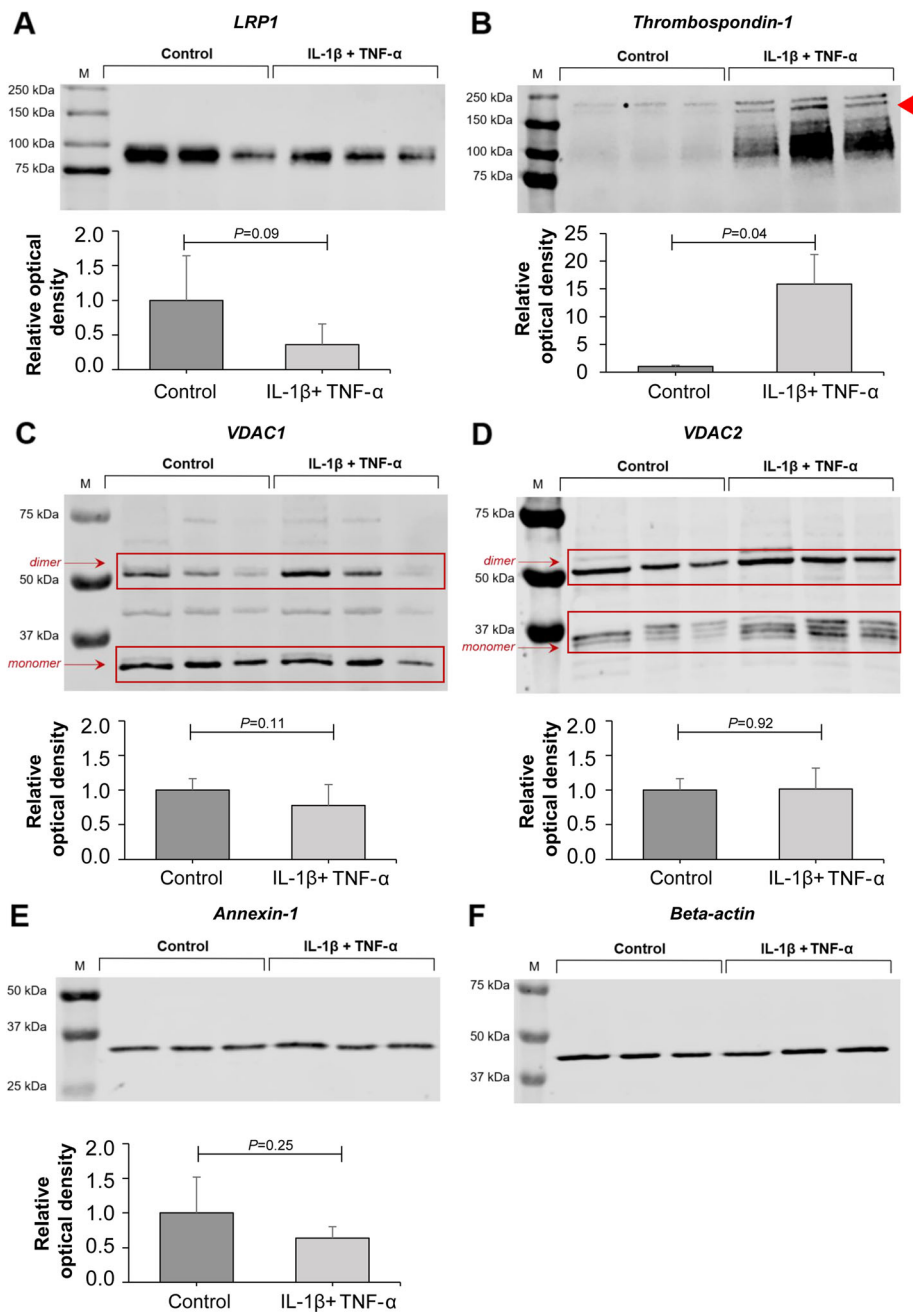 A
LRP1
Control
IL-1β + TNF-α
M
250 kDa
150 kDa
100 kDa
75 kDa
Relative optical
density
2.0
1.5
1.0
0.5
0.0
P=0.09
Control
IL-1β+ TNF-α
B
Thrombospondin-1
Control
IL-1β + TNF-α
M
250 kDa
150 kDa
100 kDa
75 kDa
Relative
optical density
25
20
15
10
5
0
P=0.04
Control
IL-1β+ TNF-α
C
VDAC1
Control
IL-1β + TNF-α
M
75 kDa
dimer
50 kDa
37 kDa
monomer
Relative
optical density
2.0
1.5
1.0
0.5
0.0
P=0.11
Control
IL-1β+ TNF-α
D
VDAC2
Control
IL-1β + TNF-α
M
75 kDa
dimer
50 kDa
37 kDa
monomer
Relative
optical density
2.0
1.5
1.0
0.5
0.0
P=0.92
Control
IL-1β+ TNF-α
E
Annexin-1
Control
IL-1β + TNF-α
M
50 kDa
37 kDa
25 kDa
Relative
optical density
2.0
1.5
1.0
0.5
0.0
P=0.25
Control
IL-1β+ TNF-α
F
Beta-actin
Control
IL-1β + TNF-α
M
75 kDa
50 kDa
37 kDa